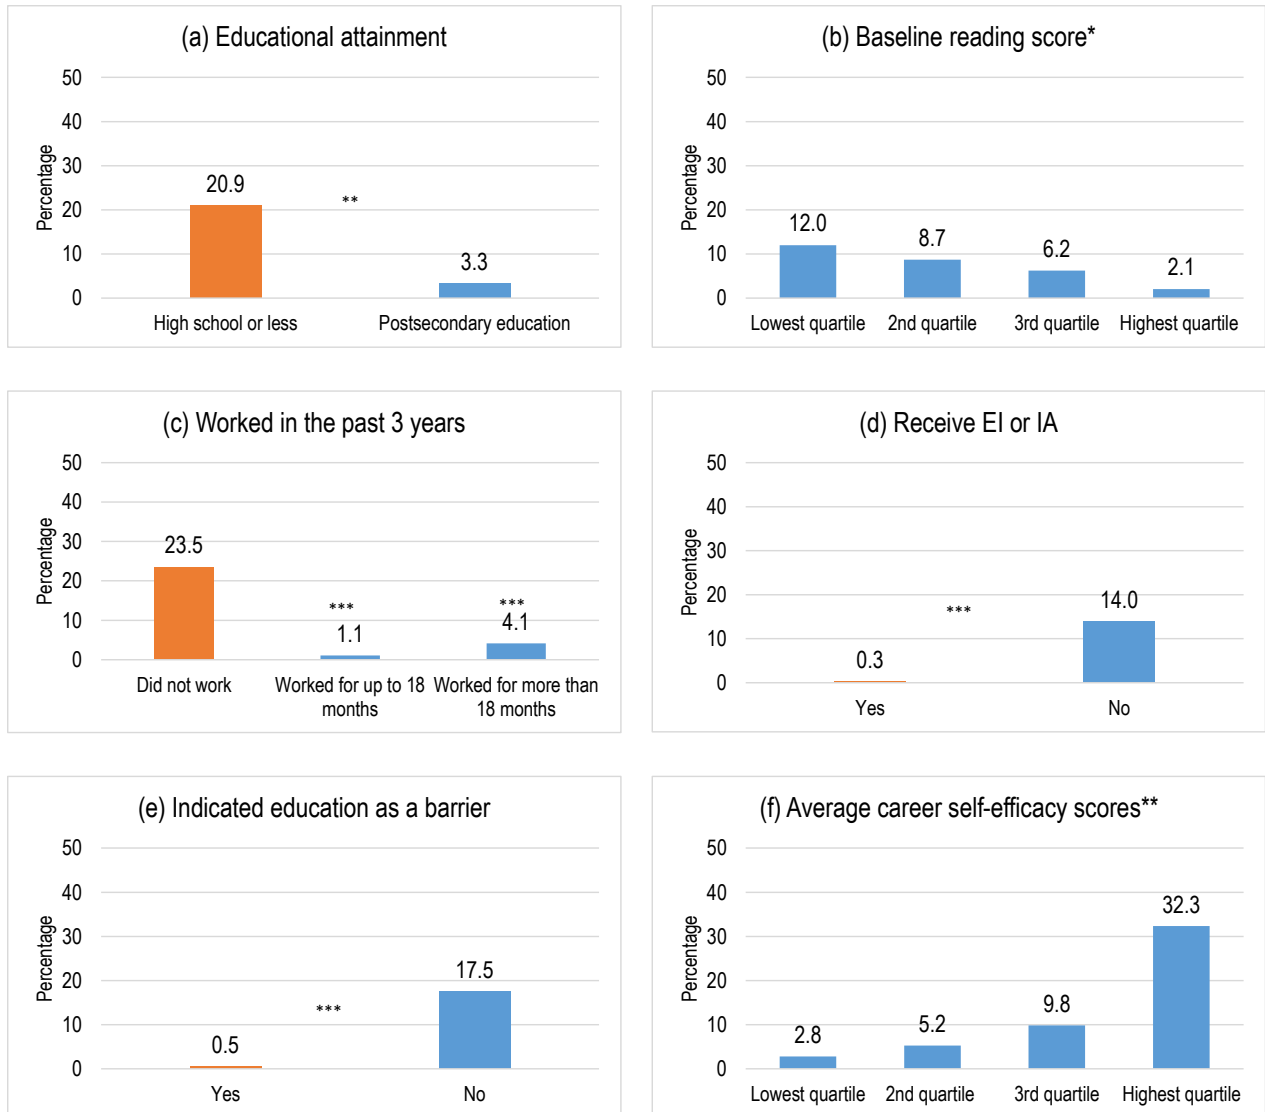 (a) Educational attainment
50
40
30
20
10
0
Percentage
20.9
**
3.3
High school or less
Postsecondary education
(b) Baseline reading score*
50
40
30
20
10
0
Percentage
12.0
8.7
6.2
2.1
Lowest quartile
2nd quartile
3rd quartile
Highest quartile
(c) Worked in the past 3 years
50
40
30
20
10
0
Percentage
23.5
***
1.1
***
4.1
Did not work
Worked for up to 18
months
Worked for more than
18 months
(d) Receive EI or IA
50
40
30
20
10
0
Percentage
0.3
***
14.0
Yes
No
(e) Indicated education as a barrier
50
40
30
20
10
0
Percentage
0.5
***
17.5
Yes
No
(f) Average career self-efficacy scores**
50
40
30
20
10
0
Percentage
2.8
5.2
9.8
32.3
Lowest quartile
2nd quartile
3rd quartile
Highest quartile